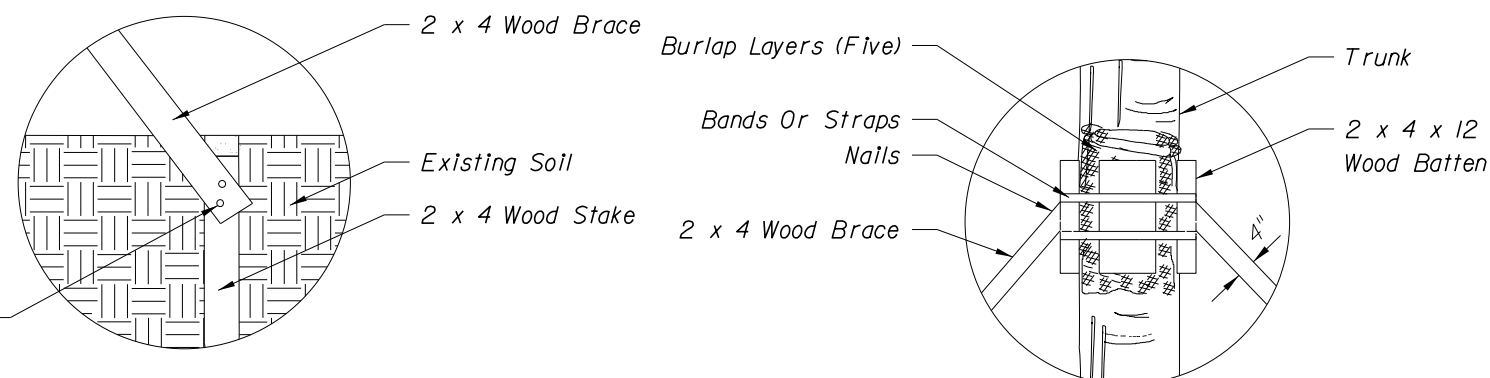 2 x 4 Wood Brace
Existing Soil
2 x 4 Wood Stake
Burlap Layers (Five)
Bands Or Straps
Nails
2 x 4 Wood Brace
Trunk
2 x 4 x 12
Wood Batten
4"